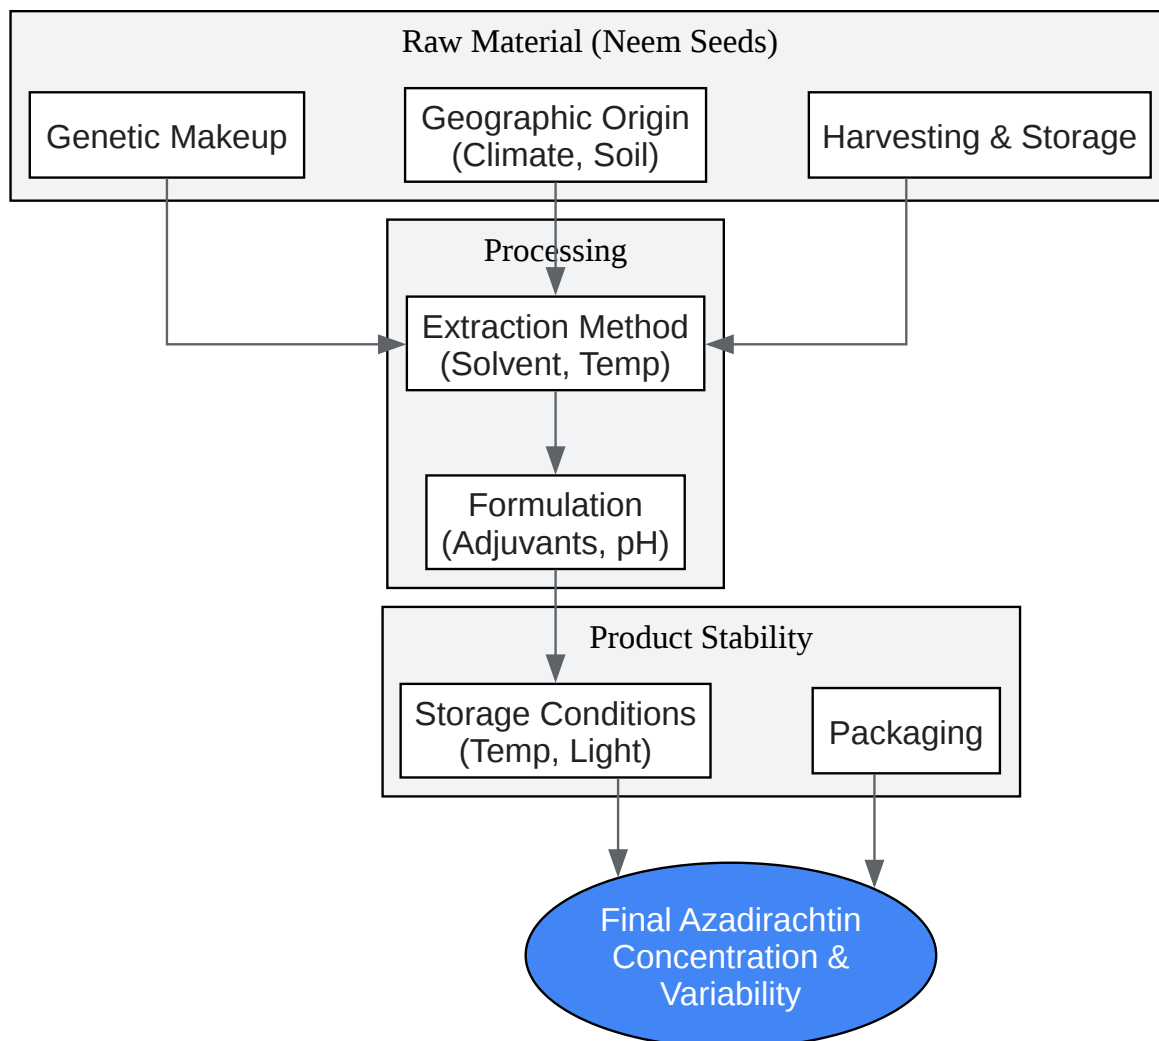 Raw Material (Neem Seeds)
Genetic Makeup
Geographic Origin
(Climate, Soil)
Harvesting & Storage
Processing
Extraction Method
(Solvent, Temp)
Formulation
(Adjuvants, pH)
Product Stability
Storage Conditions
(Temp, Light)
Packaging
Final Azadirachtin
Concentration &
Variability